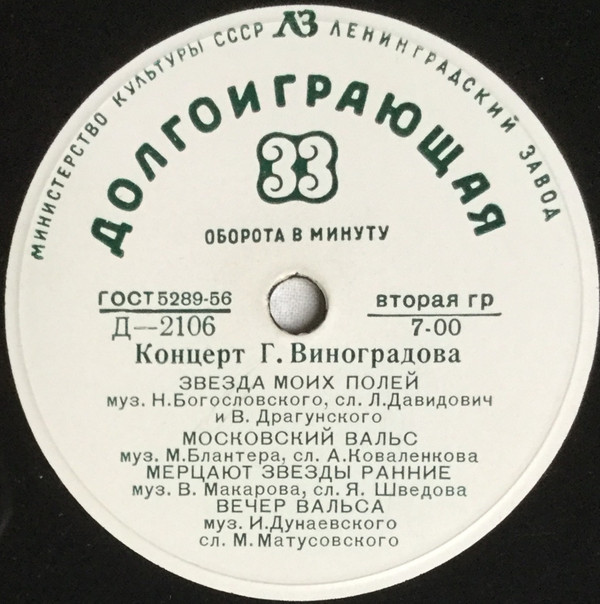 МИНИСТЕРСТВО КУЛЬТУРЫ СССР ЛЗ ЛЕНИНГРАДСКИЙ ЗАВОД
ДОЛГОИГРАЮЩАЯ
33
ОБОРОТА В МИНУТУ
ГОСТ 5289-56
Д—2106
вторая гр
7-00
Концерт Г. Виноградова
ЗВЕЗДА МОИХ ПОЛЕЙ
муз. Н.Богословского, сл. Л.Давидович
и В. Драгунского
МОСКОВСКИЙ ВАЛЬС
муз. М.Блантера, сл. А.Коваленкова
МЕРЦАЮТ ЗВЕЗДЫ РАННИЕ
муз. В. Макарова, сл. Я. Шведова
ВЕЧЕР ВАЛЬСА
муз. И.Дунаевского
сл. М.Матусовского